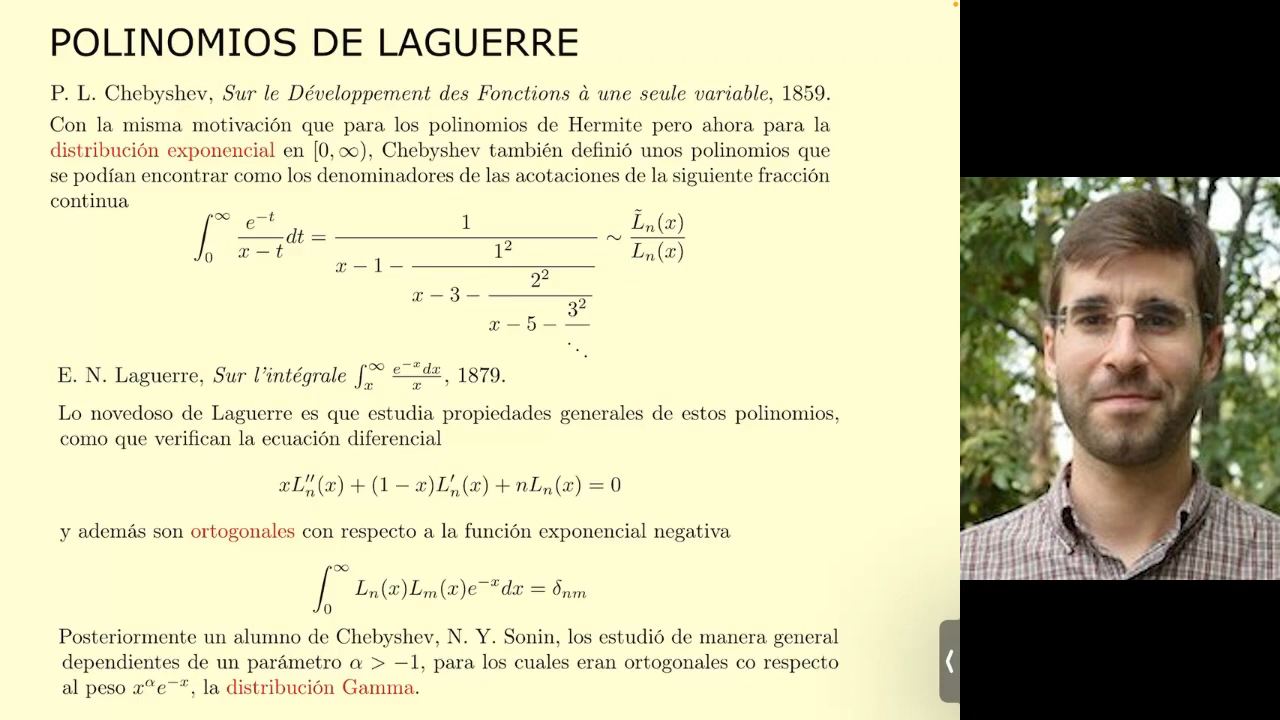 POLINOMIOS DE LAGUERRE
P. L. Chebyshev, Sur le Développement des Fonctions à une seule variable, 1859.
Con la misma motivación que para los polinomios de Hermite pero ahora para la
distribución exponencial en [0, ∞), Chebyshev también definió unos polinomios que
se podían encontrar como los denominadores de las acotaciones de la siguiente fracción
continua
∫_0^∞ e^{-t}/(x − t) dt = 1/(x − 1 − 1²/(x − 3 − 2²/(x − 5 − 3²/⋱))) ∼ L̃_n(x)/L_n(x)
E. N. Laguerre, Sur l'intégrale ∫_x^∞ e^{-x}dx/x, 1879.
Lo novedoso de Laguerre es que estudia propiedades generales de estos polinomios,
como que verifican la ecuación diferencial
xL''_n(x) + (1 − x)L'_n(x) + nL_n(x) = 0
y además son ortogonales con respecto a la función exponencial negativa
∫_0^∞ L_n(x)L_m(x)e^{-x}dx = δ_{nm}
Posteriormente un alumno de Chebyshev, N. Y. Sonin, los estudió de manera general
dependientes de un parámetro α > −1, para los cuales eran ortogonales co respecto
al peso x^α e^{-x}, la distribución Gamma.